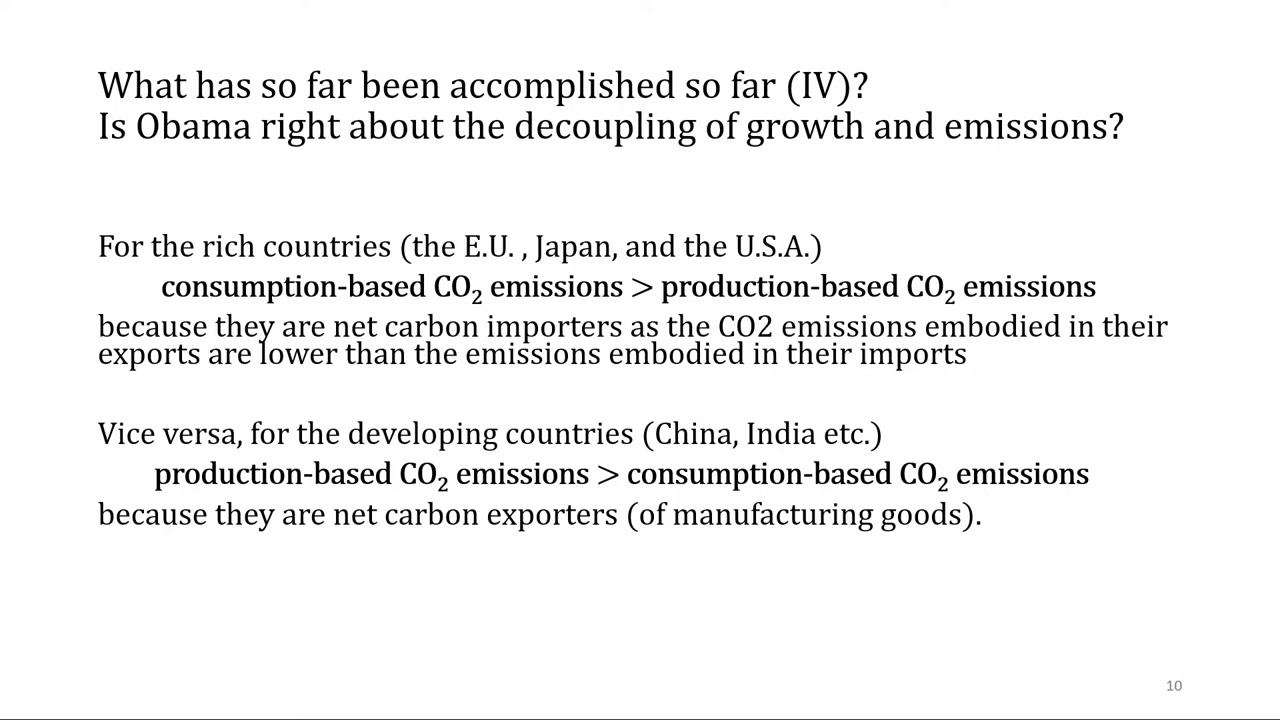 What has so far been accomplished so far (IV)?
Is Obama right about the decoupling of growth and emissions?
For the rich countries (the E.U. , Japan, and the U.S.A.)
consumption-based CO₂ emissions > production-based CO₂ emissions
because they are net carbon importers as the CO2 emissions embodied in their
exports are lower than the emissions embodied in their imports
Vice versa, for the developing countries (China, India etc.)
production-based CO₂ emissions > consumption-based CO₂ emissions
because they are net carbon exporters (of manufacturing goods).
10